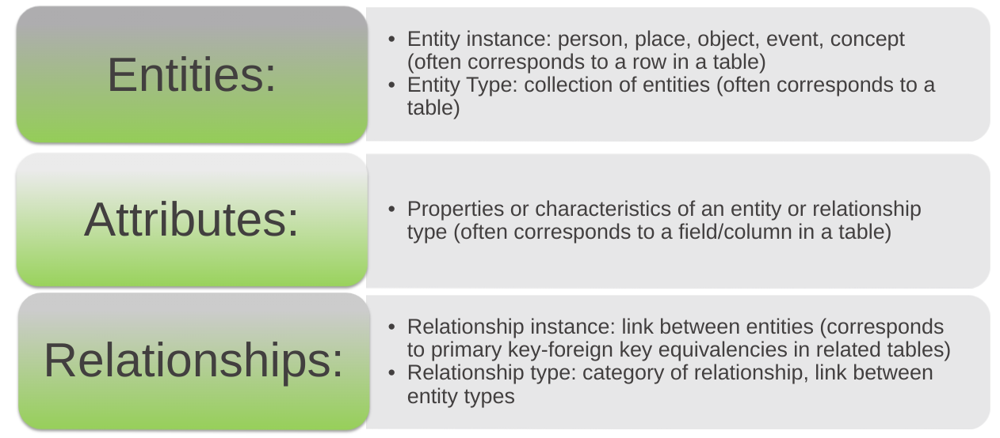 Entities:
• Entity instance: person, place, object, event, concept
(often corresponds to a row in a table)
• Entity Type: collection of entities (often corresponds to a
table)
Attributes:
• Properties or characteristics of an entity or relationship
type (often corresponds to a field/column in a table)
Relationships:
• Relationship instance: link between entities (corresponds
to primary key-foreign key equivalencies in related tables)
• Relationship type: category of relationship, link between
entity types